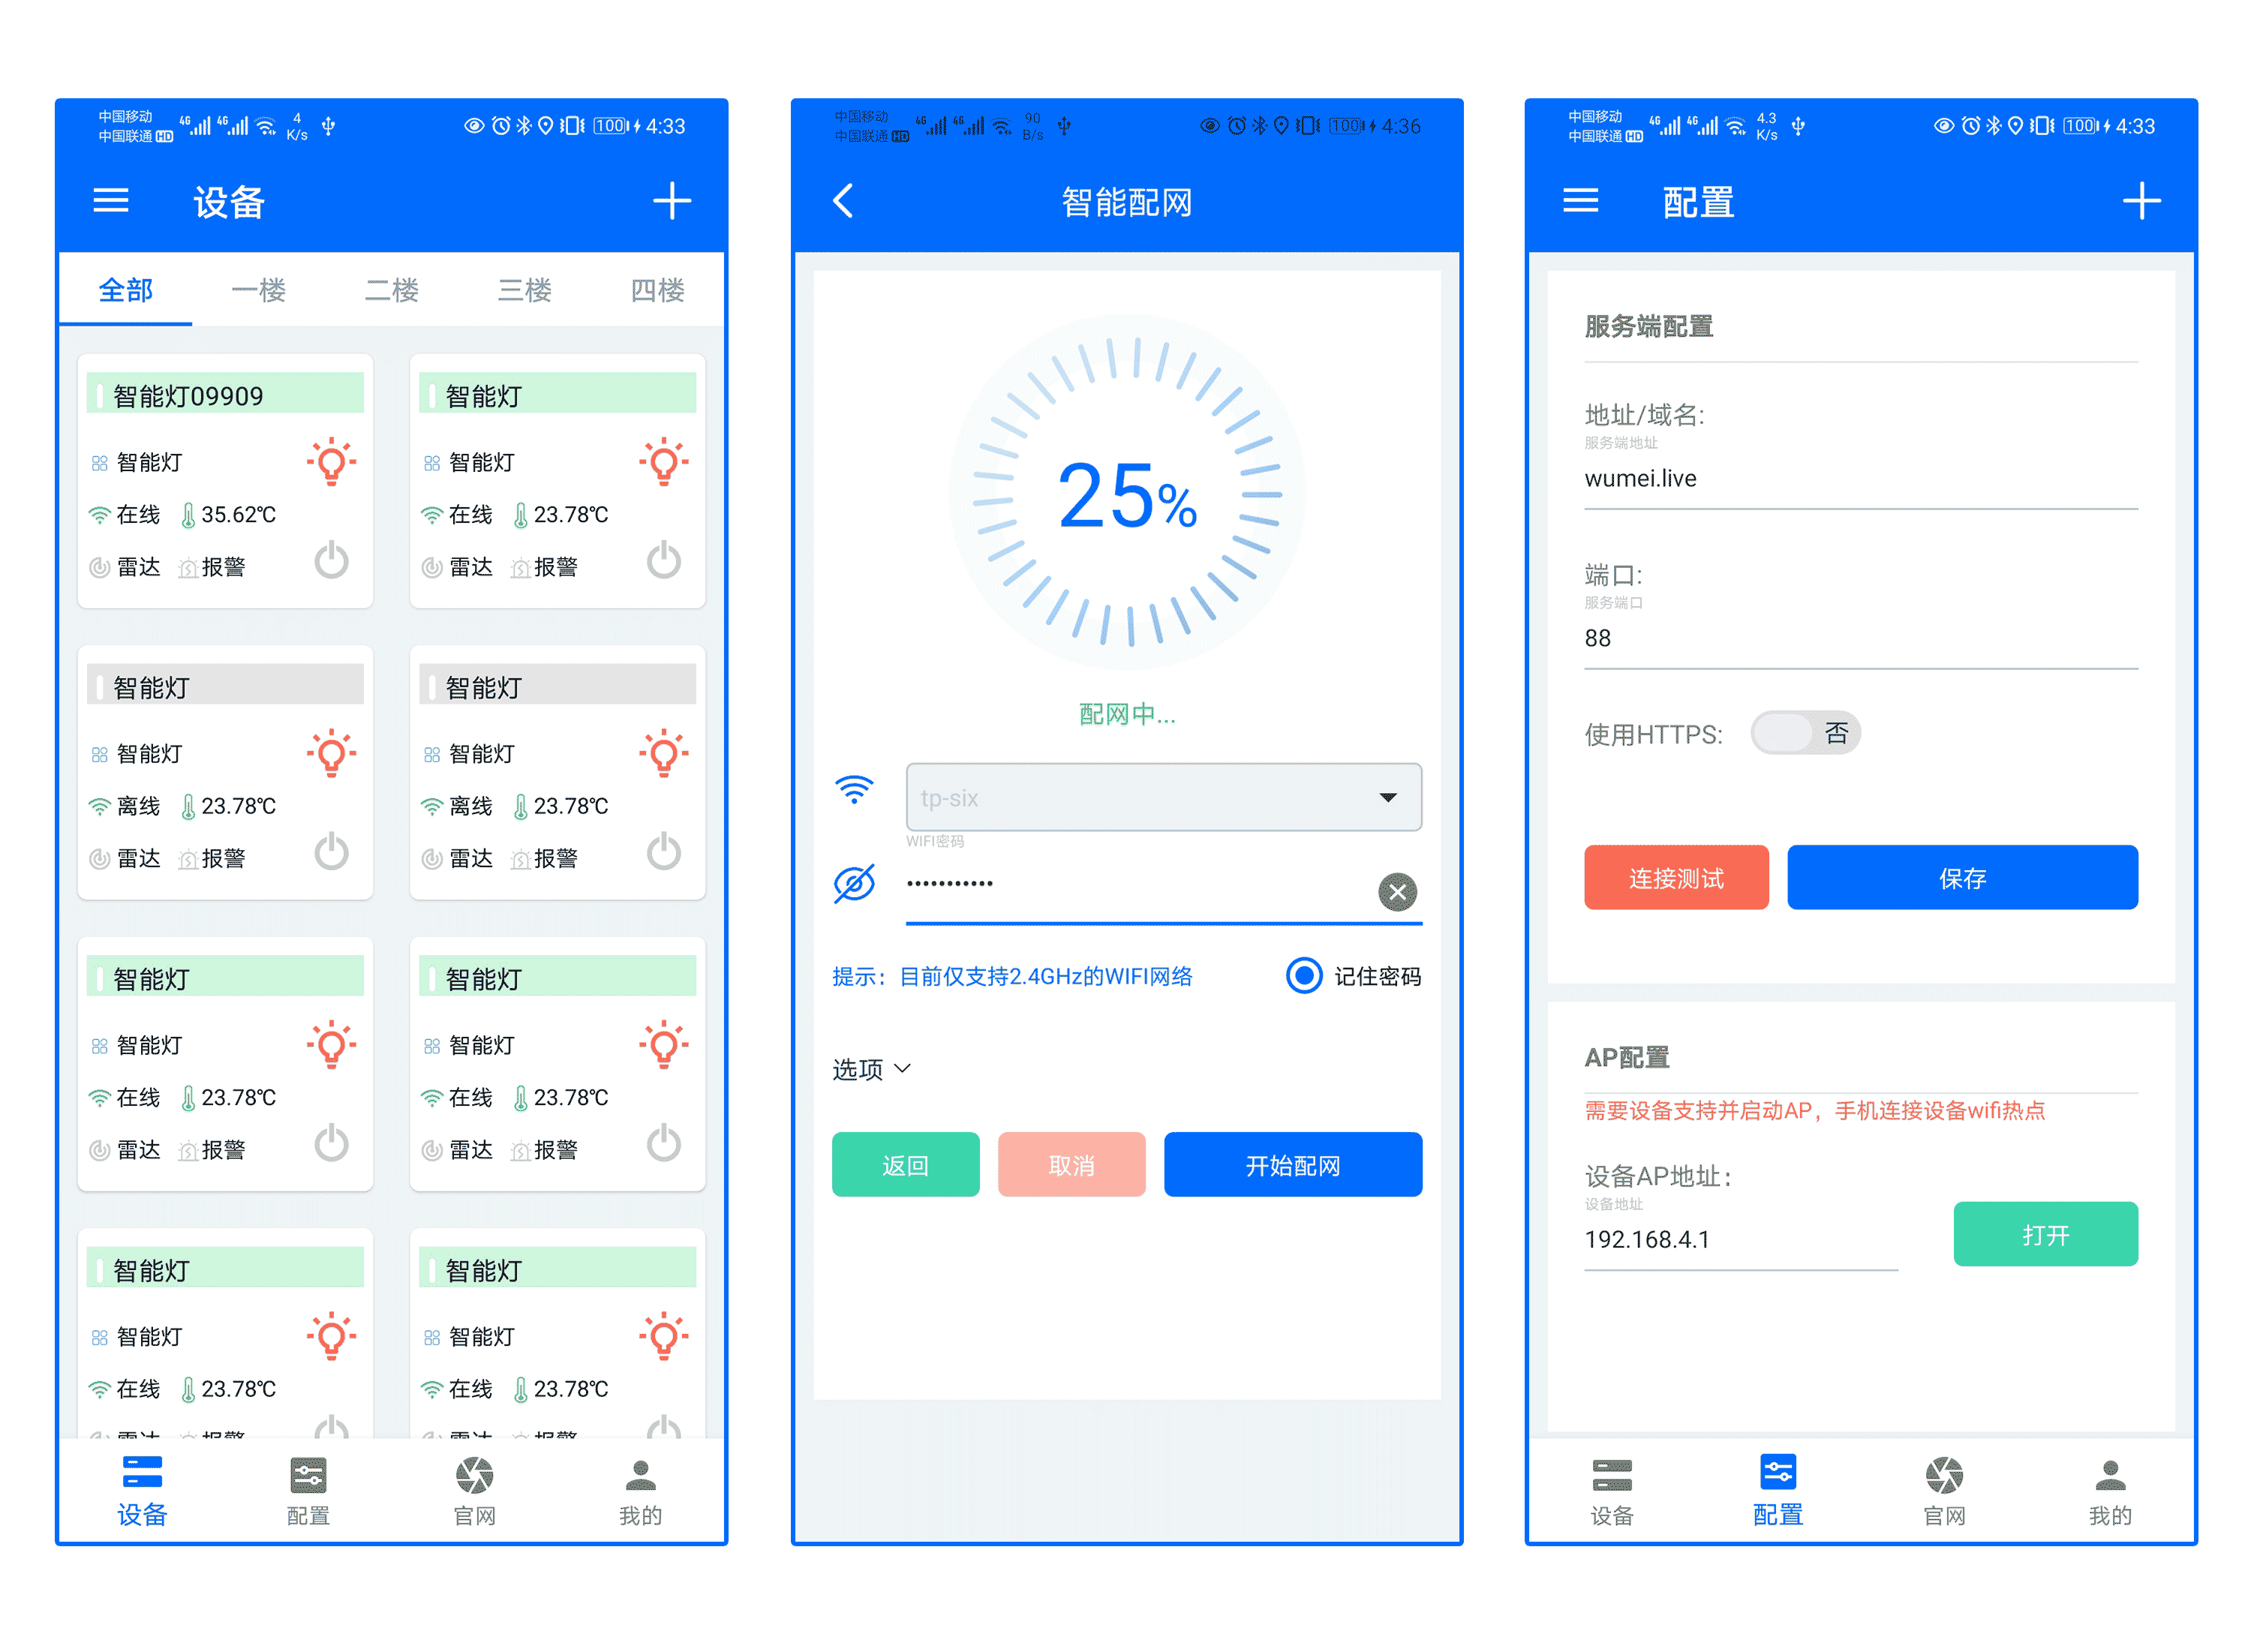 中国移动
中国联通 HD 4G 4G 4 K/s 100 4:33
设备
全部 一楼 二楼 三楼 四楼
智能灯09909 智能灯
智能灯 智能灯
在线 35.62℃ 在线 23.78℃
雷达 报警 雷达 报警
智能灯 智能灯
智能灯 智能灯
离线 23.78℃ 离线 23.78℃
雷达 报警 雷达 报警
智能灯 智能灯
智能灯 智能灯
在线 23.78℃ 在线 23.78℃
雷达 报警 雷达 报警
智能灯 智能灯
智能灯 智能灯
在线 23.78℃ 在线 23.78℃
雷达 报警 雷达 报警
设备 配置 官网 我的
中国移动
中国联通 HD 4G 4G 90 B/s 100 4:36
智能配网
25%
配网中...
tp-six
WIFI密码
•••••••••••
提示：目前仅支持2.4GHz的WIFI网络 记住密码
选项
返回 取消 开始配网
中国移动
中国联通 HD 4G 4G 4.3 K/s 100 4:33
配置
服务端配置
地址/域名:
服务端地址
wumei.live
端口:
服务端口
88
使用HTTPS: 否
连接测试 保存
AP配置
需要设备支持并启动AP，手机连接设备wifi热点
设备AP地址：
设备地址
192.168.4.1 打开
设备 配置 官网 我的